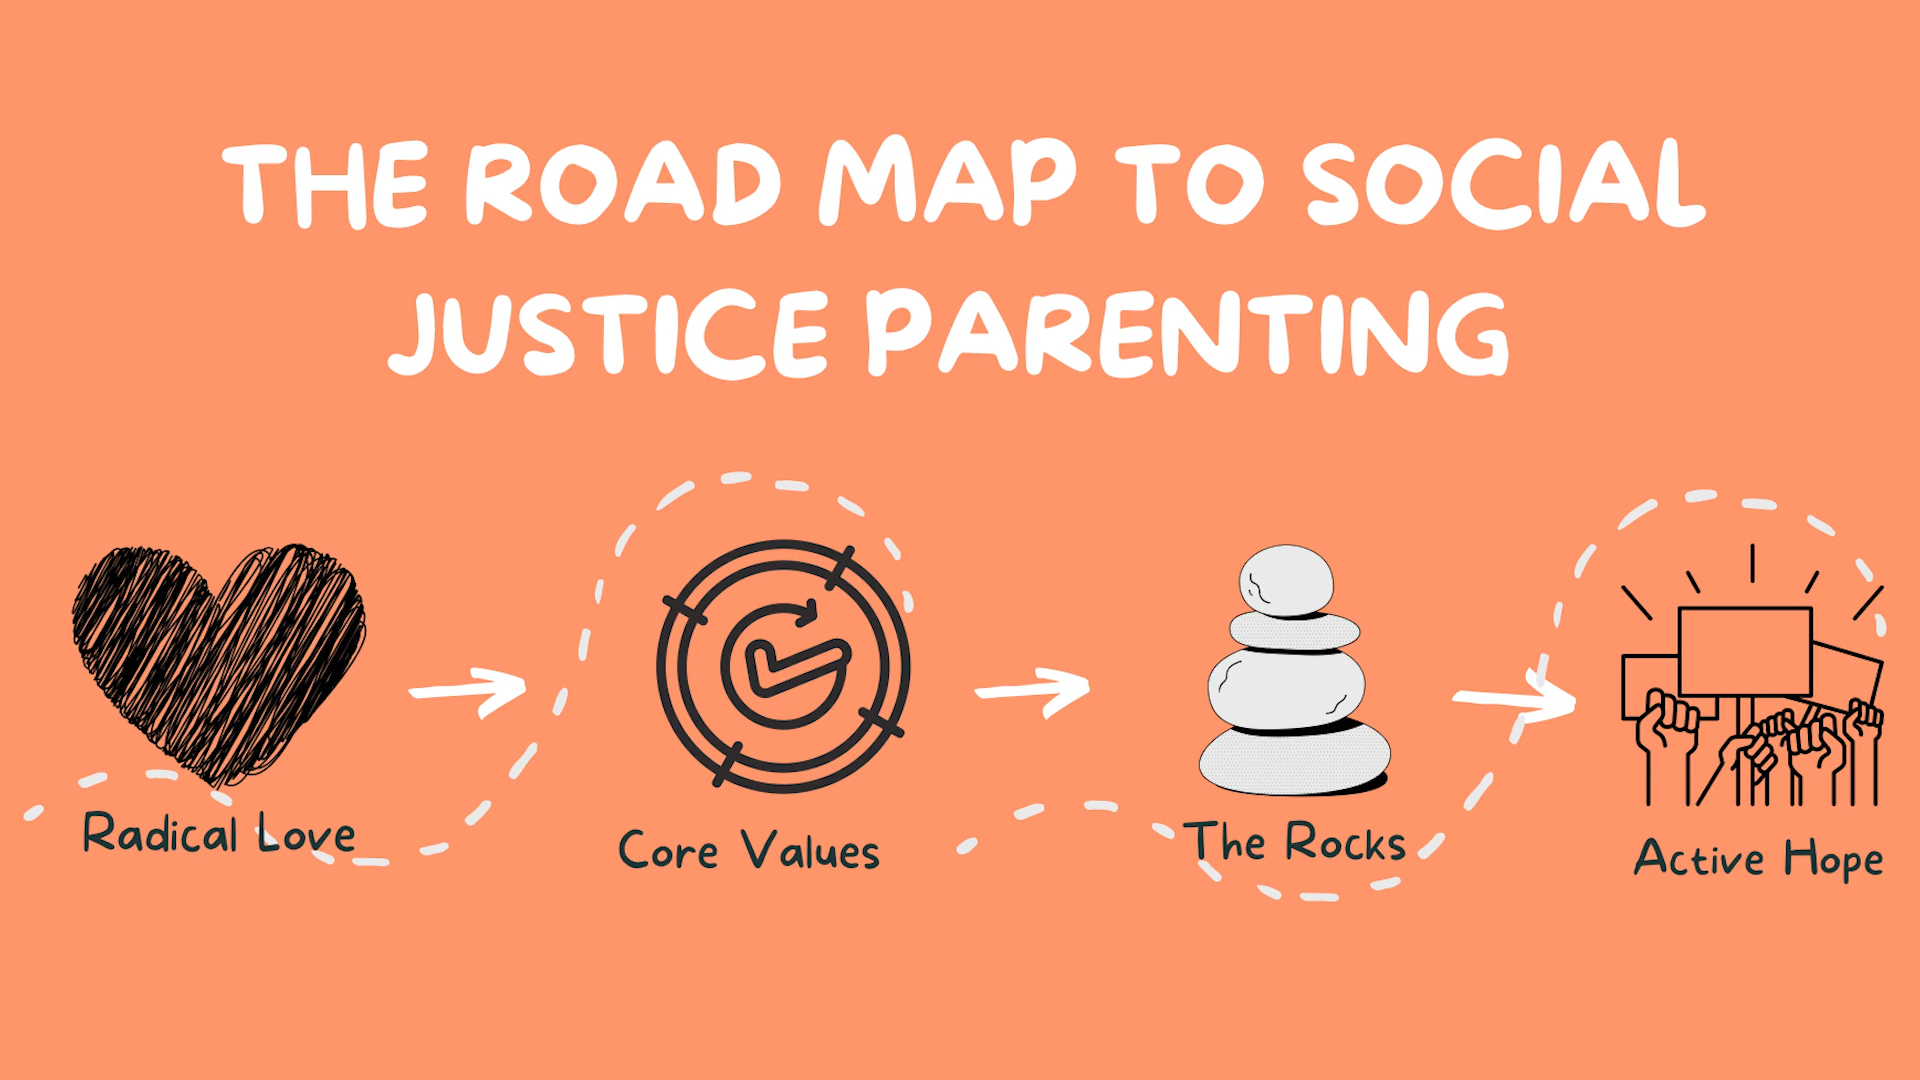 THE ROAD MAP TO SOCIAL
JUSTICE PARENTING
Radical Love
Core Values
The Rocks
Active Hope